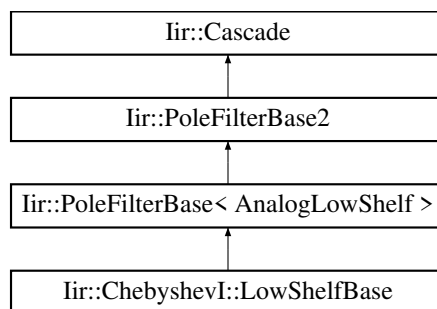 Iir::Cascade
Iir::PoleFilterBase2
Iir::PoleFilterBase< AnalogLowShelf >
Iir::ChebyshevI::LowShelfBase